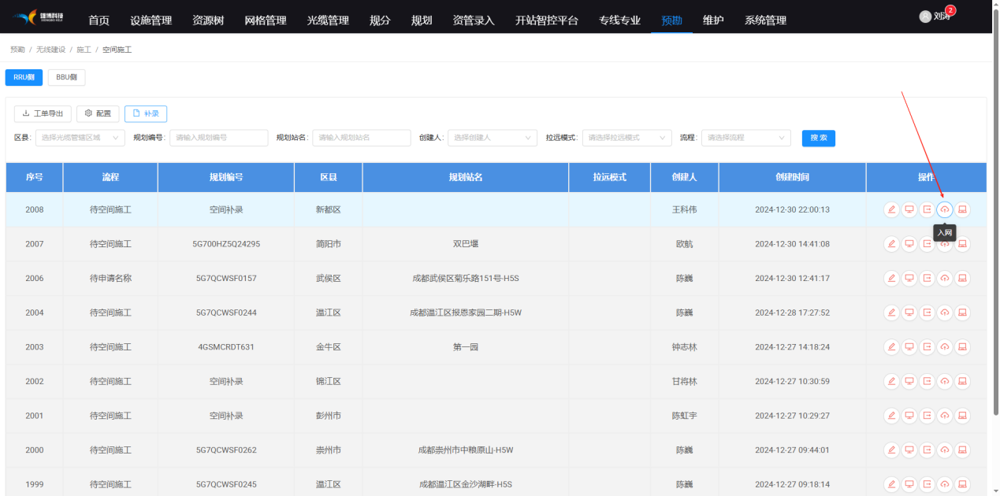 雄博科技
首页 设施管理 资源树 网格管理 光缆管理 规分 规划 资管录入 开站智控平台 专线专业 预勘 维护 系统管理 刘涛 2
预勘 / 无线建设 / 施工 / 空间施工
RRU侧 BBU侧
工单导出 配置 补录
区县: 选择光缆管辖区域 规划编号: 请输入规划编号 规划站名: 请输入规划站名 创建人: 选择创建人 拉远模式: 请选择拉远模式 流程: 请选择流程 搜 索
序号 流程 规划编号 区县 规划站名 拉远模式 创建人 创建时间 操作
2008 待空间施工 空间补录 新都区 王科伟 2024-12-30 22:00:13
入网
2007 待空间施工 5G700HZ5Q24295 简阳市 双巴堰 欧航 2024-12-30 14:41:08
2006 待申请名称 5G7QCWSF0157 武侯区 成都武侯区菊乐路151号-H5S 陈巍 2024-12-30 12:41:17
2004 待空间施工 5G7QCWSF0244 温江区 成都温江区报恩家园二期-H5W 陈巍 2024-12-28 17:27:52
2003 待空间施工 4GSMCRDT631 金牛区 第一园 钟志林 2024-12-27 14:18:24
2002 待空间施工 空间补录 锦江区 甘将林 2024-12-27 10:30:59
2001 待空间施工 空间补录 彭州市 陈虹宇 2024-12-27 10:29:27
2000 待空间施工 5G7QCWSF0262 崇州市 成都崇州市中粮原山-H5W 陈巍 2024-12-27 09:44:01
1999 待空间施工 5G7QCWSF0245 温江区 成都温江区金沙湖畔-H5S 陈巍 2024-12-27 09:18:14